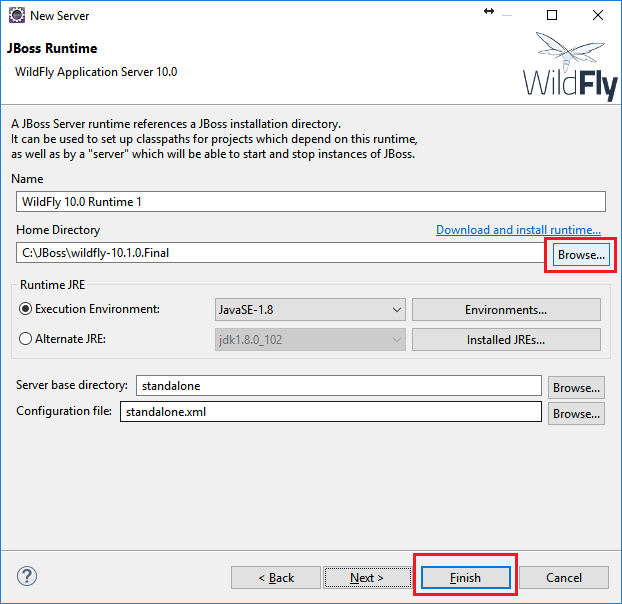 New Server
JBoss Runtime
WildFly Application Server 10.0
WildFly
A JBoss Server runtime references a JBoss installation directory.
It can be used to set up classpaths for projects which depend on this runtime,
as well as by a "server" which will be able to start and stop instances of JBoss.
Name
WildFly 10.0 Runtime 1
Home Directory Download and install runtime...
C:\JBoss\wildfly-10.1.0.Final Browse...
Runtime JRE
Execution Environment: JavaSE-1.8 Environments...
Alternate JRE: jdk1.8.0_102 Installed JREs...
Server base directory: standalone Browse...
Configuration file: standalone.xml Browse...
? < Back Next > Finish Cancel